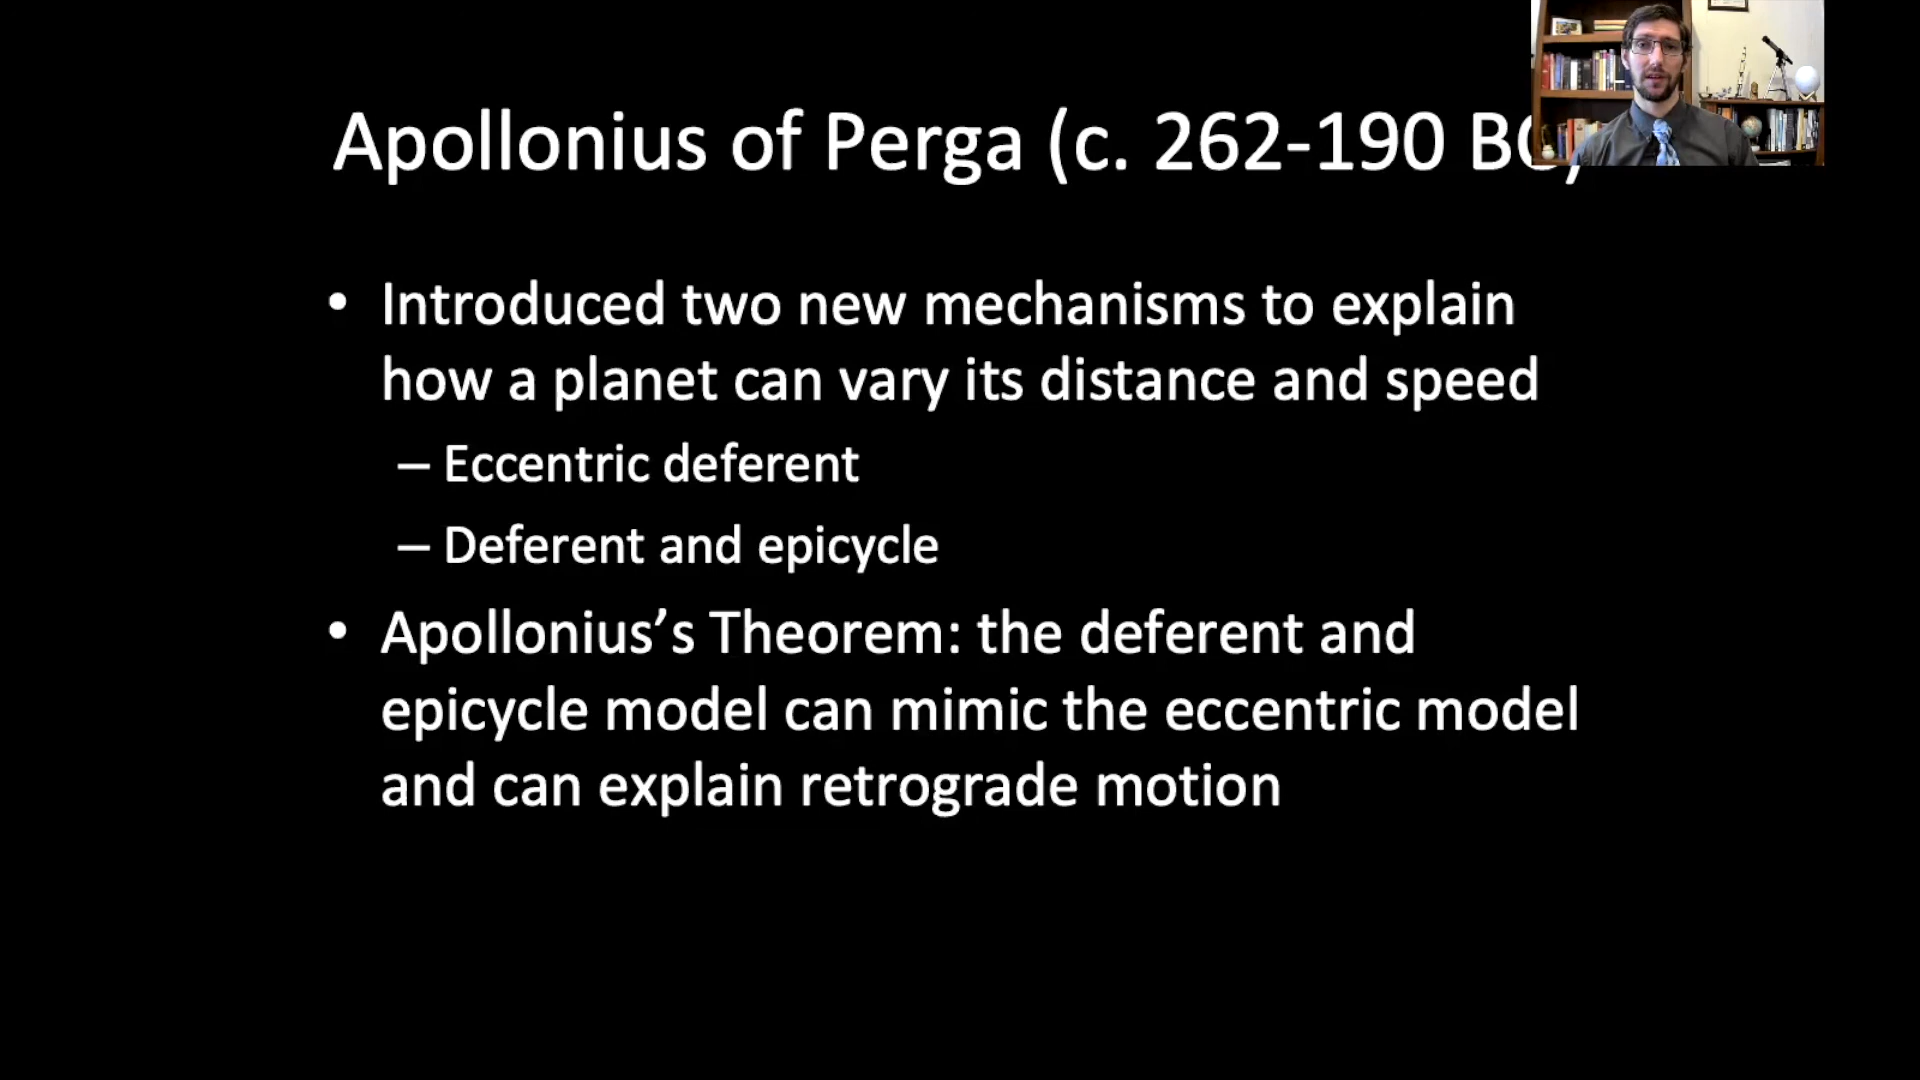 Apollonius of Perga (c. 262-190 BC)
• Introduced two new mechanisms to explain
how a planet can vary its distance and speed
– Eccentric deferent
– Deferent and epicycle
• Apollonius’s Theorem: the deferent and
epicycle model can mimic the eccentric model
and can explain retrograde motion